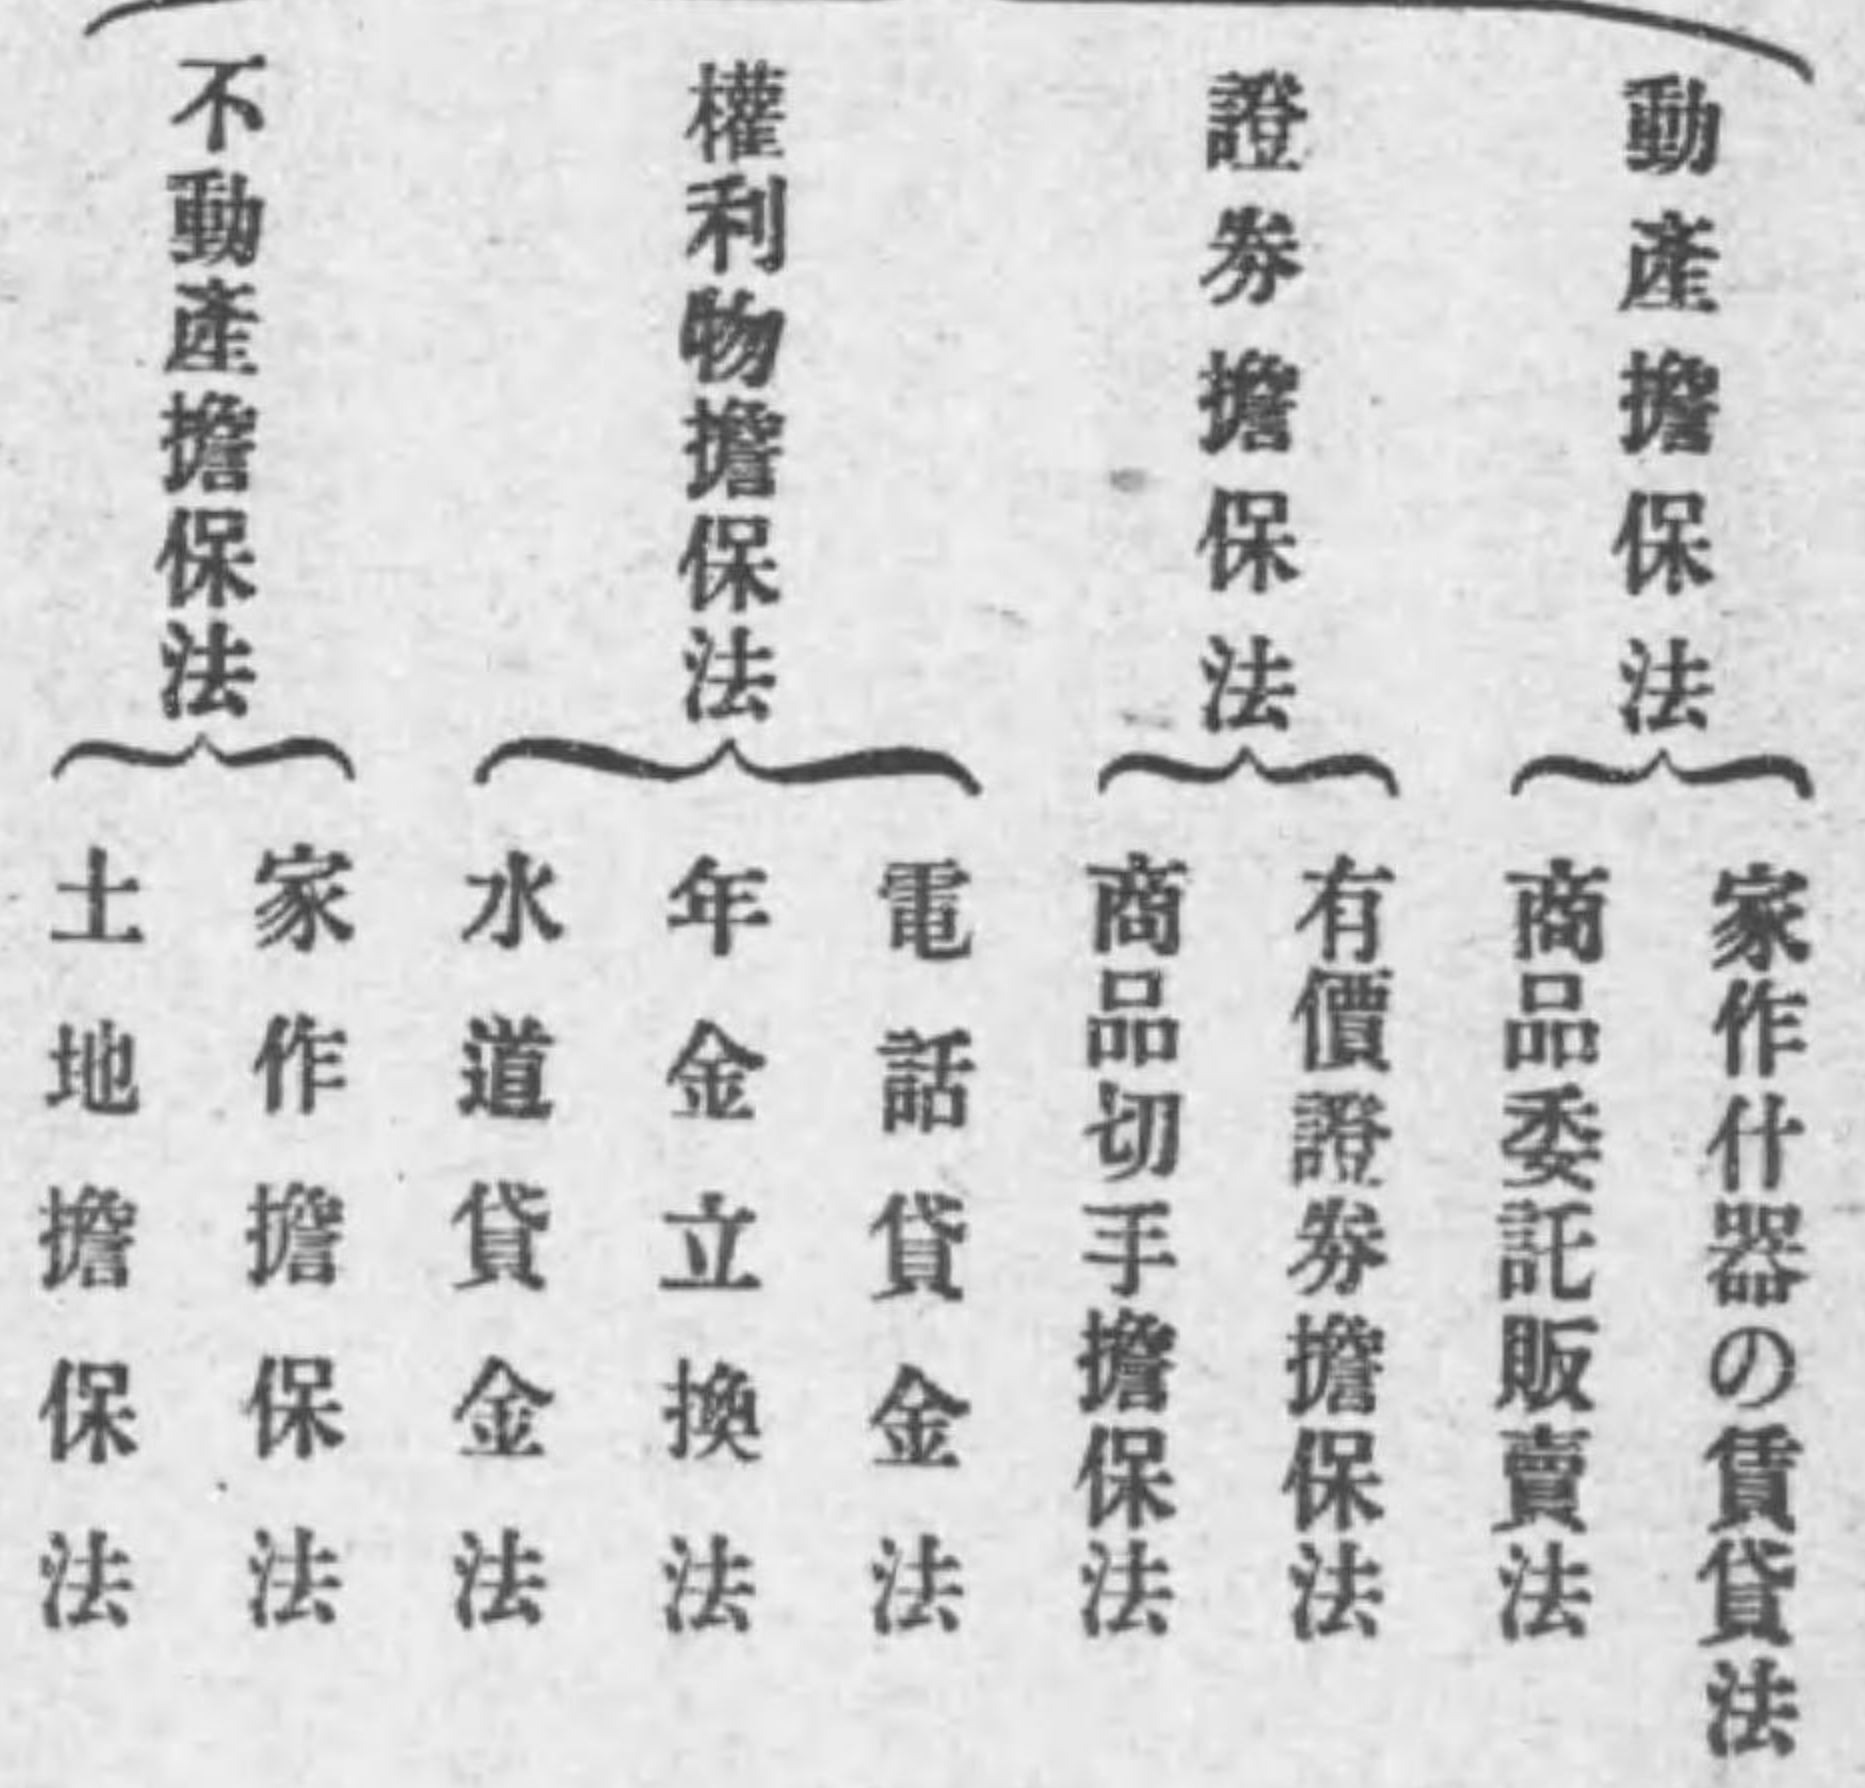 動產擔保法
家作什器の賃貸法
商品委託販賣法
證券擔保法
有價證券擔保法
商品切手擔保法
權利物擔保法
電話貸金法
年金立換法
水道貸金法
不動產擔保法
家作擔保法
土地擔保法